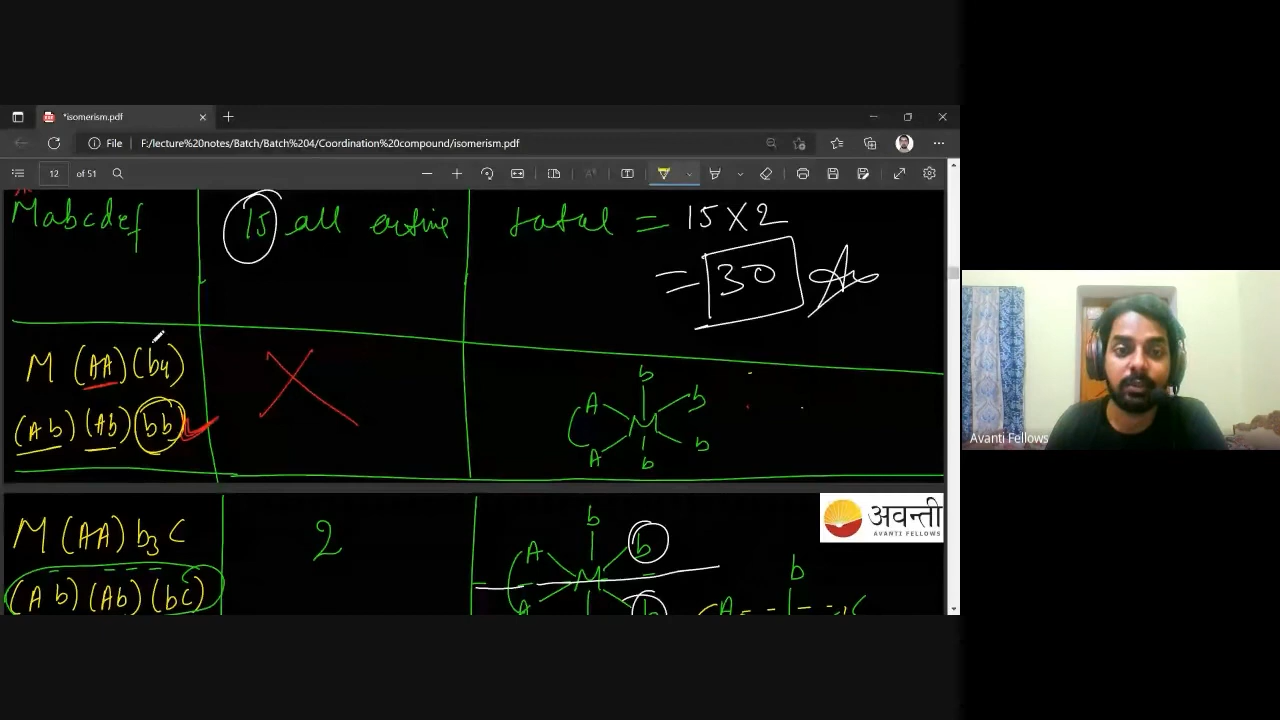 *isomerism.pdf
File F:/lecture%20notes/Batch/Batch%204/Coordination%20compound/isomerism.pdf
12 of 51
Mabcdef 15 all active total = 15 X 2
= 30 Ans
M (AA)(b4)
(Ab) (Ab) (bb)
b
A M b
A b b
Avanti Fellows
अवन्ती
AVANTI FELLOWS
M (AA) b3 C 2
(Ab) (Ab) (bC)
b
A b
M
A b
b
A C